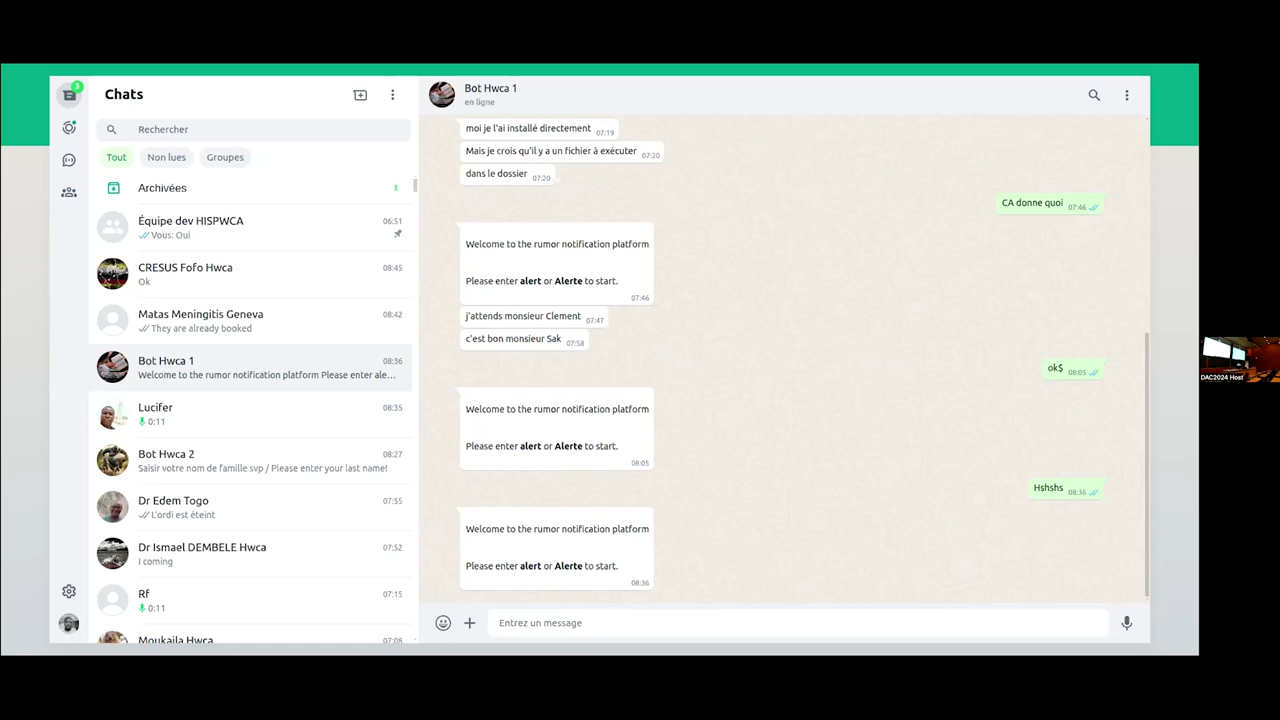 3
Chats
Rechercher
Tout
Non lues
Groupes
Archivées
1
Équipe dev HISPWCA
06:51
Vous: Oui
CRESUS Fofo Hwca
08:45
Ok
Matas Meningitis Geneva
08:42
They are already booked
Bot Hwca 1
08:36
Welcome to the rumor notification platform Please enter ale...
Lucifer
08:35
0:11
Bot Hwca 2
08:27
Saisir votre nom de famille svp / Please enter your last name!
Dr Edem Togo
07:55
L'ordi est éteint
Dr Ismael DEMBELE Hwca
07:52
I coming
Rf
07:15
0:11
Moukaila Hwca
07:08
Bot Hwca 1
en ligne
moi je l'ai installé directement
07:19
Mais je crois qu'il y a un fichier à exécuter
07:20
dans le dossier
07:20
CA donne quoi
07:46
Welcome to the rumor notification platform
Please enter alert or Alerte to start.
07:46
j'attends monsieur Clement
07:47
c'est bon monsieur Sak
07:58
ok$
08:05
Welcome to the rumor notification platform
Please enter alert or Alerte to start.
08:05
Hshshs
08:36
Welcome to the rumor notification platform
Please enter alert or Alerte to start.
08:36
Entrez un message
DAC2024 Host